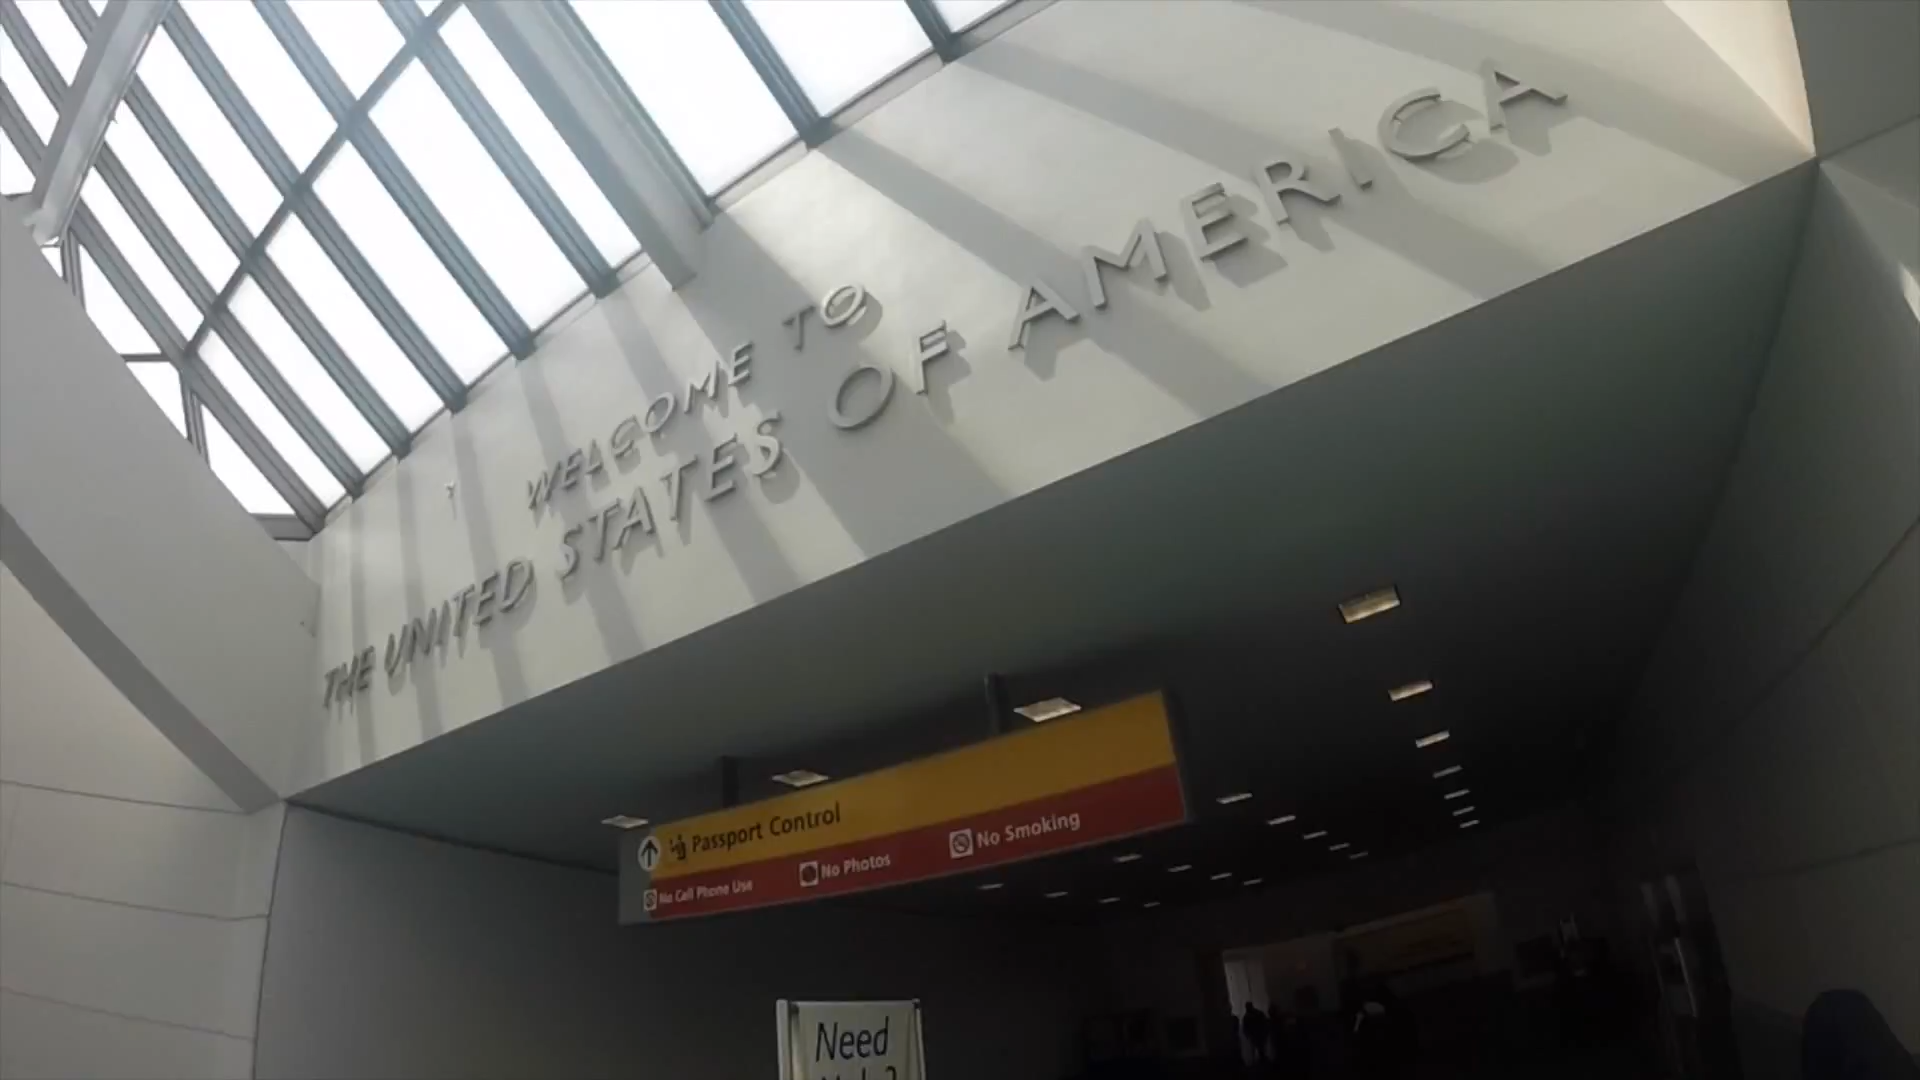 WELCOME TO
THE UNITED STATES OF AMERICA
Passport Control
No Cell Phone Use
No Photos
No Smoking
Need